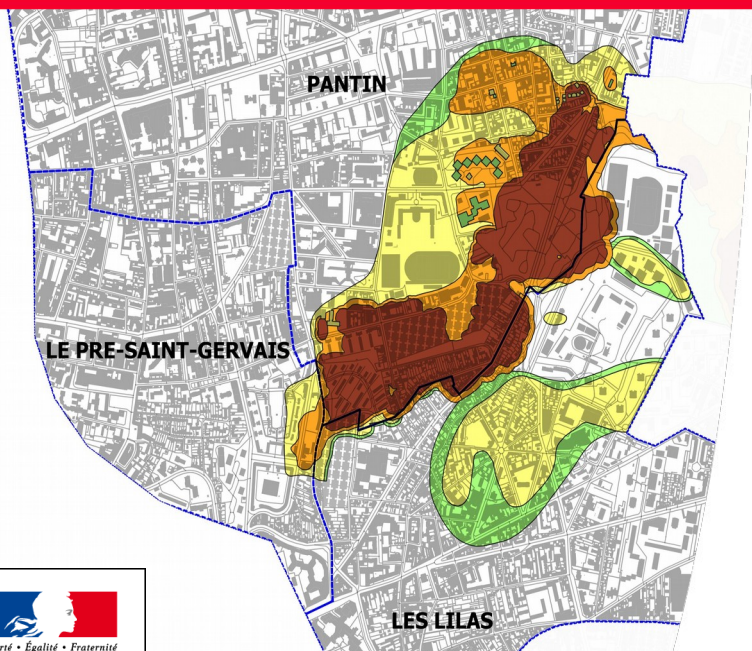 PANTIN
LE PRE-SAINT-GERVAIS
LES LILAS
rté • Égalité • Fraternité